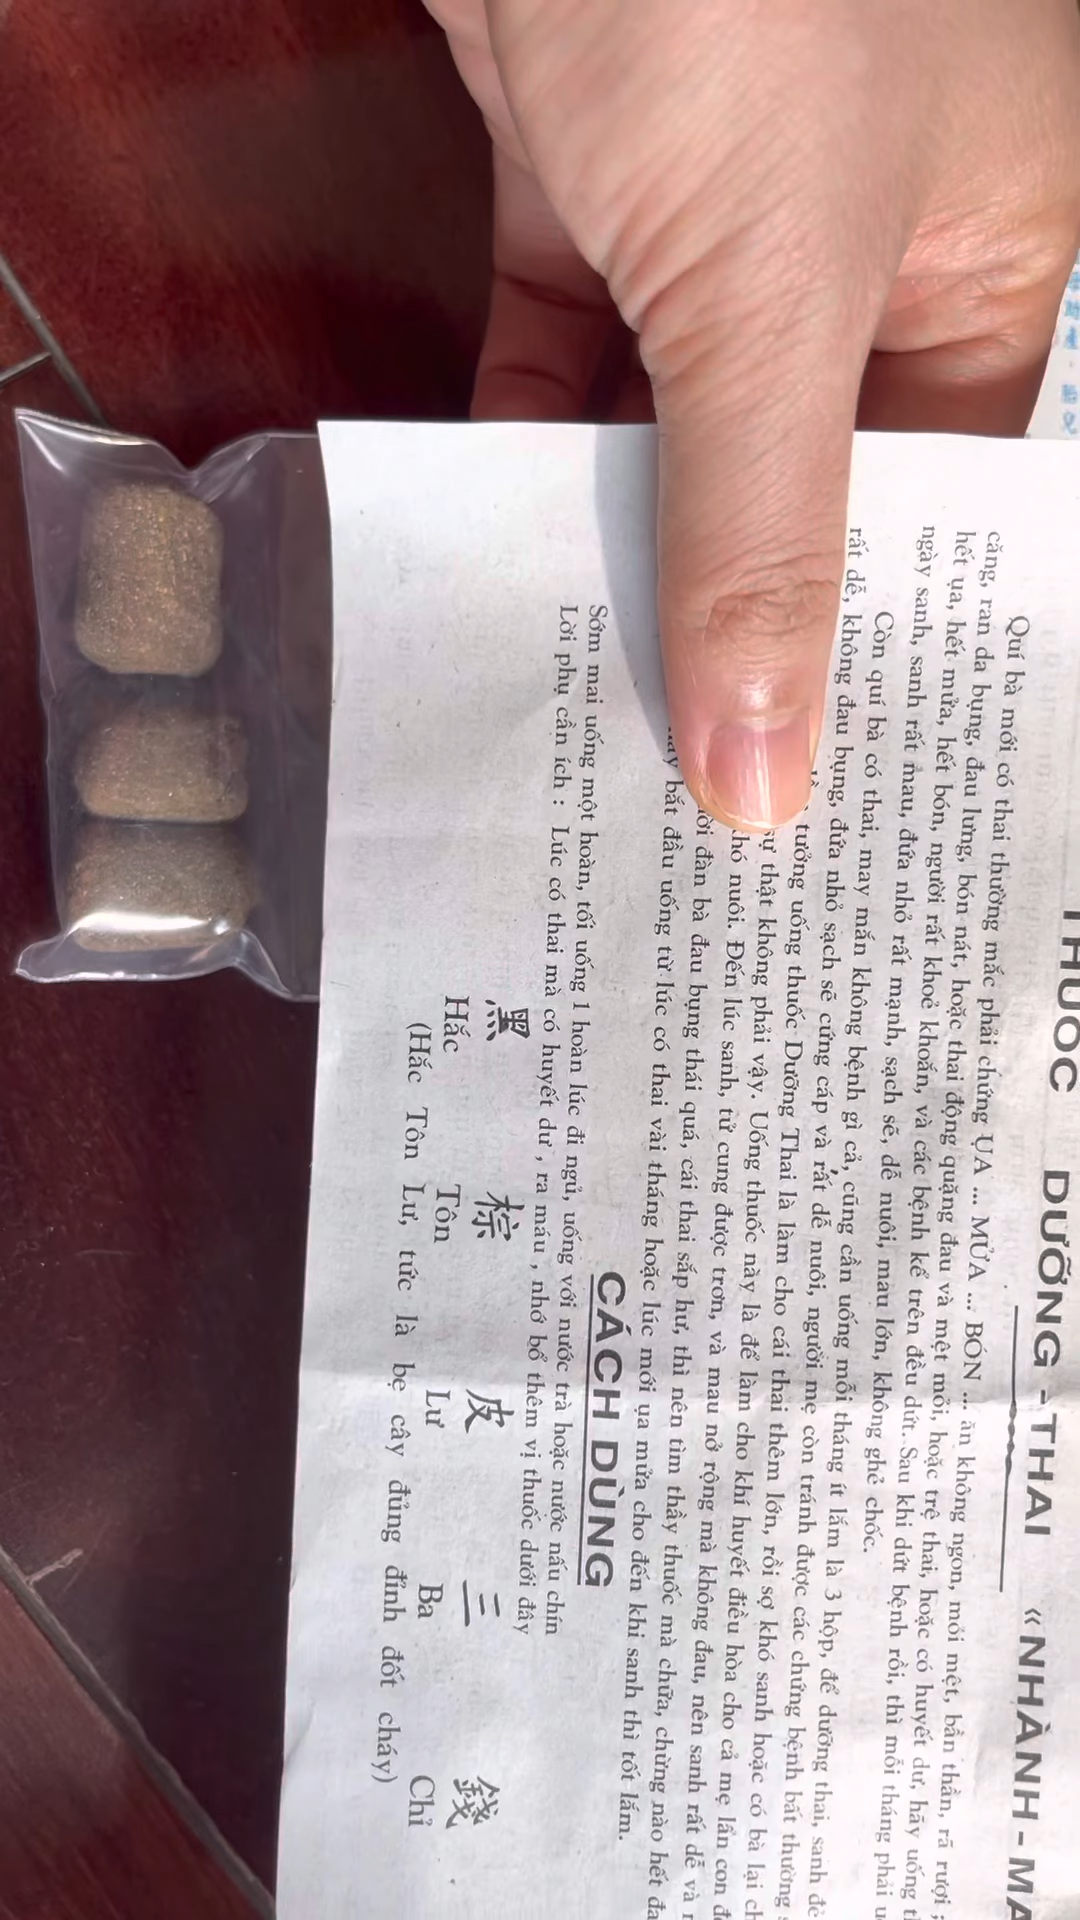 THUỐC DƯỠNG - THAI «NHÀNH - MA
Quí bà mới có thai thường mắc phải chứng ỤA ... MỬA ... BÓN ... ăn không ngon, mỏi mệt, bần thần, rã rượi ;
căng, ran da bụng, đau lưng, bón nát, hoặc thai động quặng đau và mệt mỏi, hoặc trệ thai, hoặc có huyết dư, hãy uống
hết ụa, hết mửa, hết bón, người rất khoẻ khoắn, và các bệnh kể trên đều dứt. Sau khi dứt bệnh rồi, thì mỗi tháng phải
ngày sanh, sanh rất mau, đứa nhỏ rất mạnh, sạch sẽ, dễ nuôi, mau lớn, không ghẻ chốc.
Còn quí bà có thai, may mắn không bệnh gì cả, cũng cần uống mỗi tháng ít lắm là 3 hộp, để dưỡng thai, sanh đẻ
rất dễ, không đau bụng, đứa nhỏ sạch sẽ cứng cáp và rất dễ nuôi, người mẹ còn tránh được các chứng bệnh bất thường
tưởng uống thuốc Dưỡng Thai là làm cho cái thai thêm lớn, rồi sợ khó sanh hoặc có bà lại
sự thật không phải vậy. Uống thuốc này là để làm cho khí huyết điều hòa cho cả mẹ lẫn con
khó nuôi. Đến lúc sanh, tử cung được trơn, và mau nở rộng mà không đau, nên sanh rất dễ và
đàn bà đau bụng thái quá, cái thai sắp hư, thì nên tìm thầy thuốc mà chữa, chừng nào hết
bắt đầu uống từ lúc có thai vài tháng hoặc lúc mới ụa mửa cho đến khi sanh thì tốt lắm.
CÁCH DÙNG
Sớm mai uống một hoàn, tối uống 1 hoàn lúc đi ngủ, uống với nước trà hoặc nước nấu chín
Lời phụ cần ích : Lúc có thai mà có huyết dư , ra máu , nhớ bổ thêm vị thuốc dưới đây
黑 棕 皮 三 錢
Hắc Tôn Lư Ba Chỉ
(Hắc Tôn Lư, tức là bẹ cây đủng đỉnh đốt cháy)